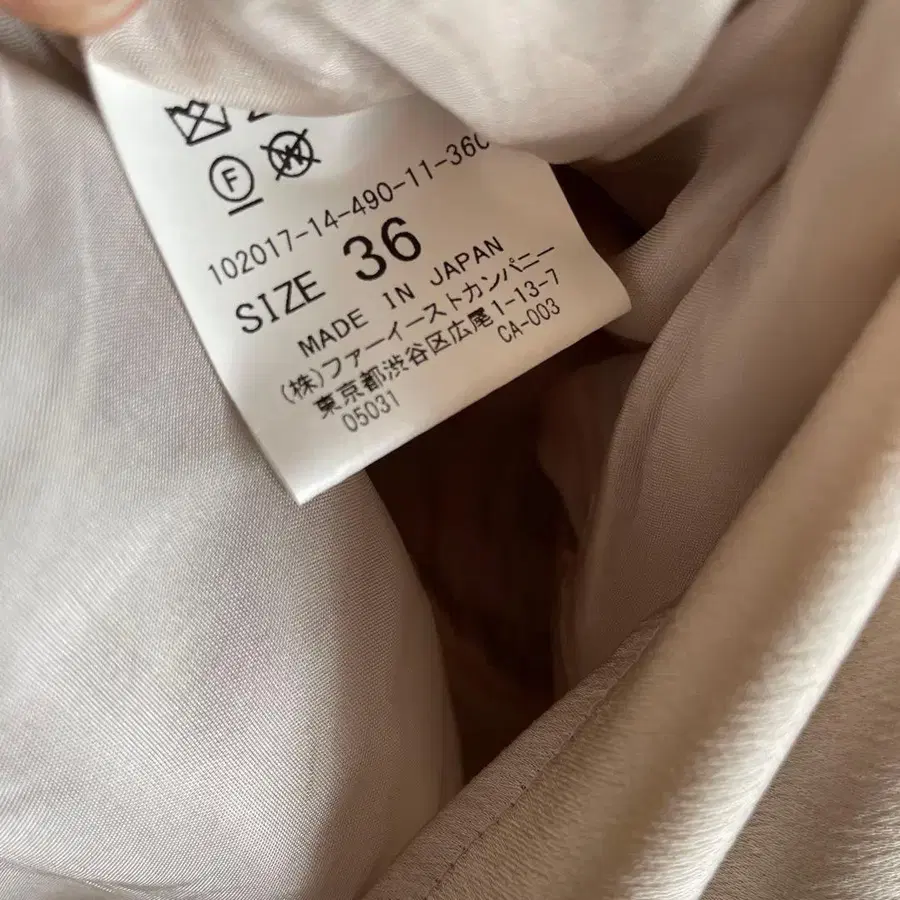 F
W
102017-14-490-11-360
SIZE 36
MADE IN JAPAN
(株)ファーイーストカンパニー
東京都渋谷区広尾1-13-7
05031 CA-003